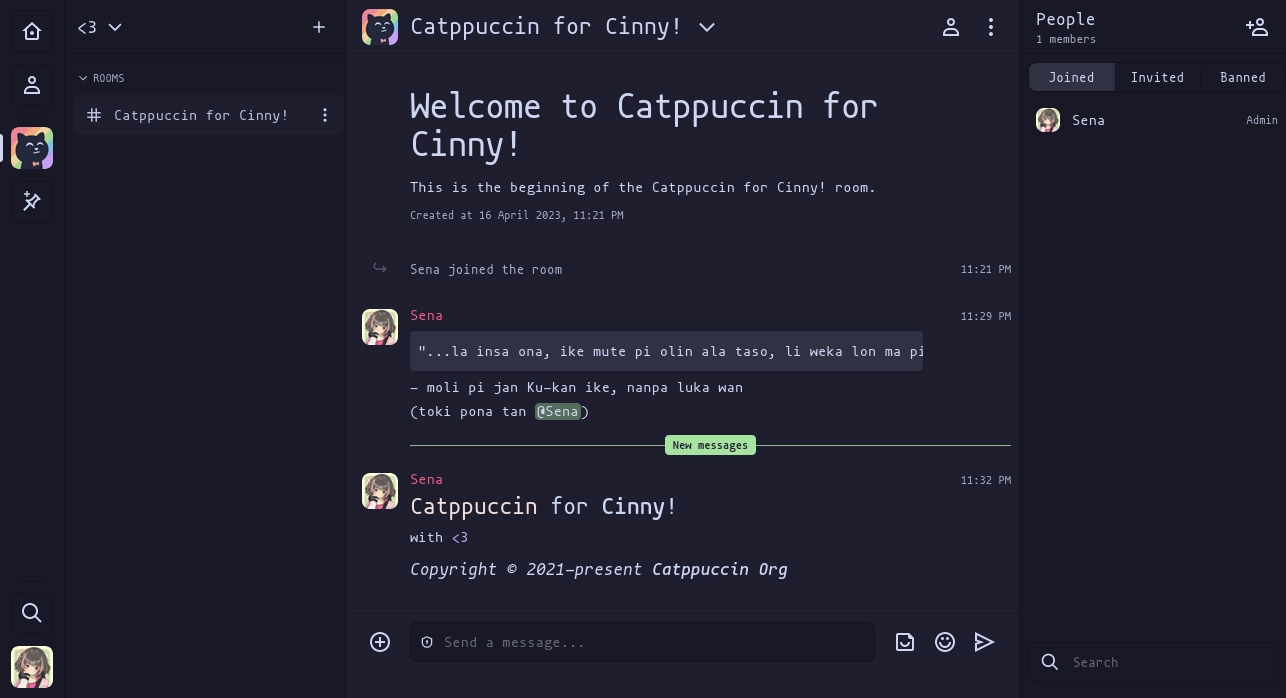 <3
ROOMS
Catppuccin for Cinny!
Catppuccin for Cinny!
Welcome to Catppuccin for
Cinny!
This is the beginning of the Catppuccin for Cinny! room.
Created at 16 April 2023, 11:21 PM
Sena joined the room 11:21 PM
Sena 11:29 PM
"...la insa ona, ike mute pi olin ala taso, li weka lon ma pi
— moli pi jan Ku—kan ike, nanpa luka wan
(toki pona tan @Sena)
New messages
Sena 11:32 PM
Catppuccin for Cinny!
with <3
Copyright © 2021—present Catppuccin Org
Send a message...
People
1 members
Joined Invited Banned
Sena Admin
Search